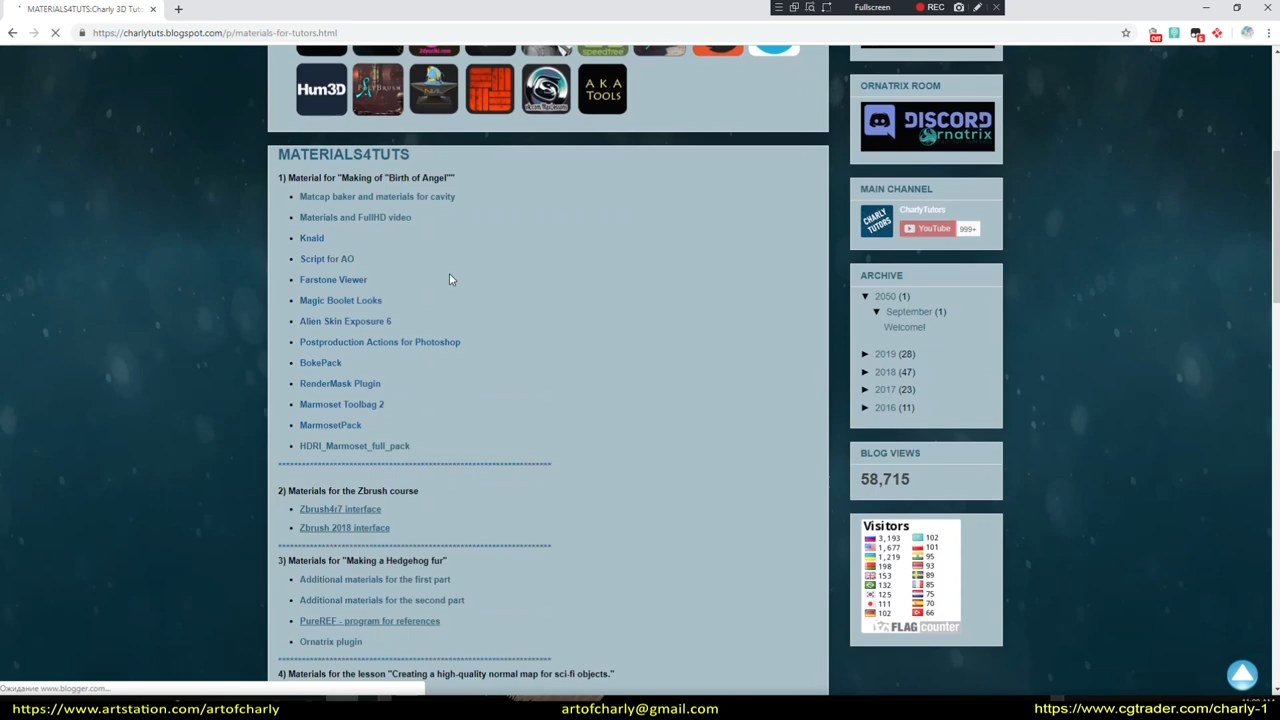 MATERIALS4TUTS:Charly 3D Tuto
Fullscreen
REC
https://charlytuts.blogspot.com/p/materials-for-tutors.html
Off
6
speedtree
Hum3D
AKA
TOOLS
MATERIALS4TUTS
1) Material for "Making of "Birth of Angel""
Matcap baker and materials for cavity
Materials and FullHD video
Knald
Script for AO
Farstone Viewer
Magic Boolet Looks
Alien Skin Exposure 6
Postproduction Actions for Photoshop
BokePack
RenderMask Plugin
Marmoset Toolbag 2
MarmosetPack
HDRI_Marmoset_full_pack
2) Materials for the Zbrush course
Zbrush4r7 interface
Zbrush 2018 interface
3) Materials for "Making a Hedgehog fur"
Additional materials for the first part
Additional materials for the second part
PureREF - program for references
Ornatrix plugin
4) Materials for the lesson "Creating a high-quality normal map for sci-fi objects."
ORNATRIX ROOM
DISCORD
Ornatrix
MAIN CHANNEL
CHARLY
TUTORS
CharlyTutors
YouTube 999+
ARCHIVE
▼ 2050 (1)
▼ September (1)
Welcome!
► 2019 (28)
► 2018 (47)
► 2017 (23)
► 2016 (11)
BLOG VIEWS
58,715
Visitors
3,193 102
1,677 101
1,219 95
198 93
153 89
132 85
125 75
111 70
102 66
FLAG counter
Ожидание www.blogger.com...
https://www.artstation.com/artofcharly
artofcharly@gmail.com
https://www.cgtrader.com/charly-1